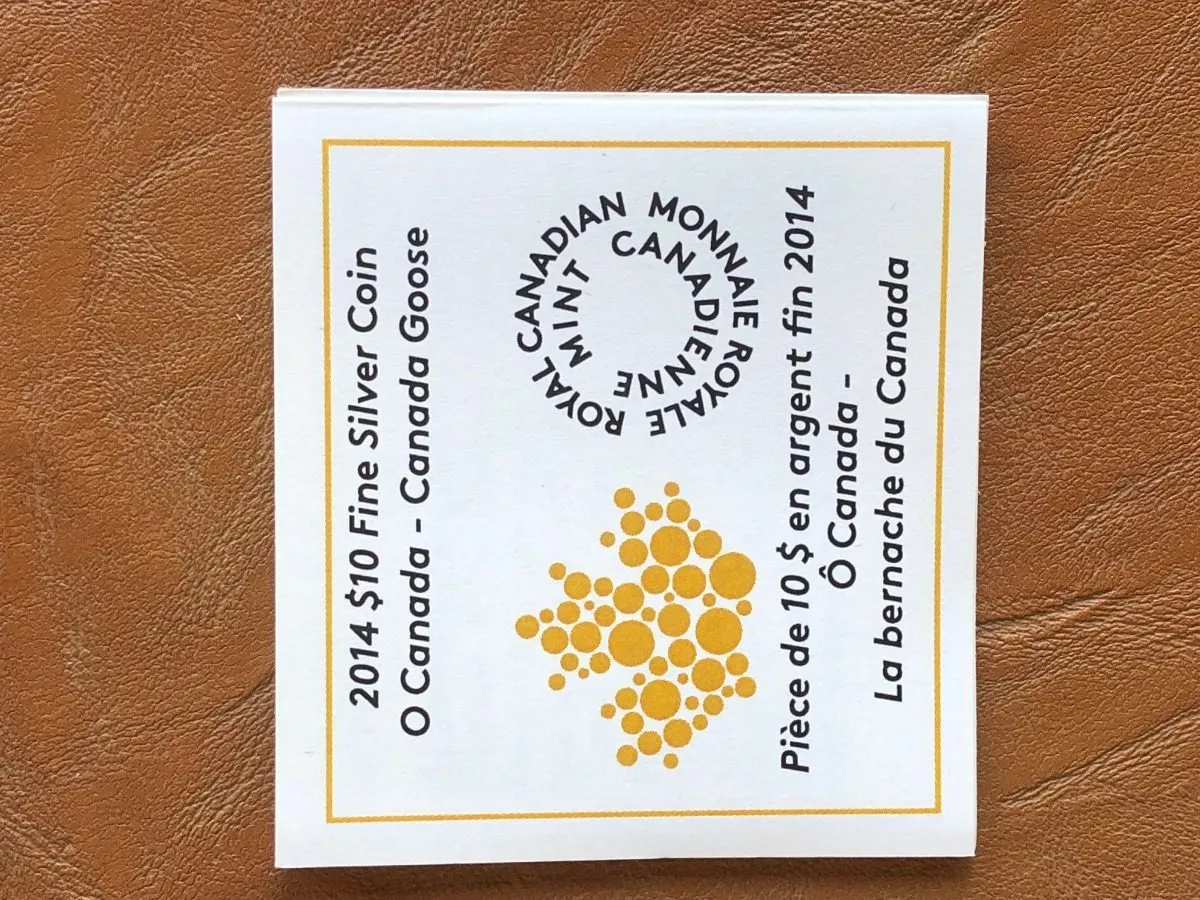 2014 $10 Fine Silver Coin
O Canada - Canada Goose
ROYAL CANADIAN MINT
MONNAIE ROYALE CANADIENNE
Pièce de 10 $ en argent fin 2014
Ô Canada -
La bernache du Canada